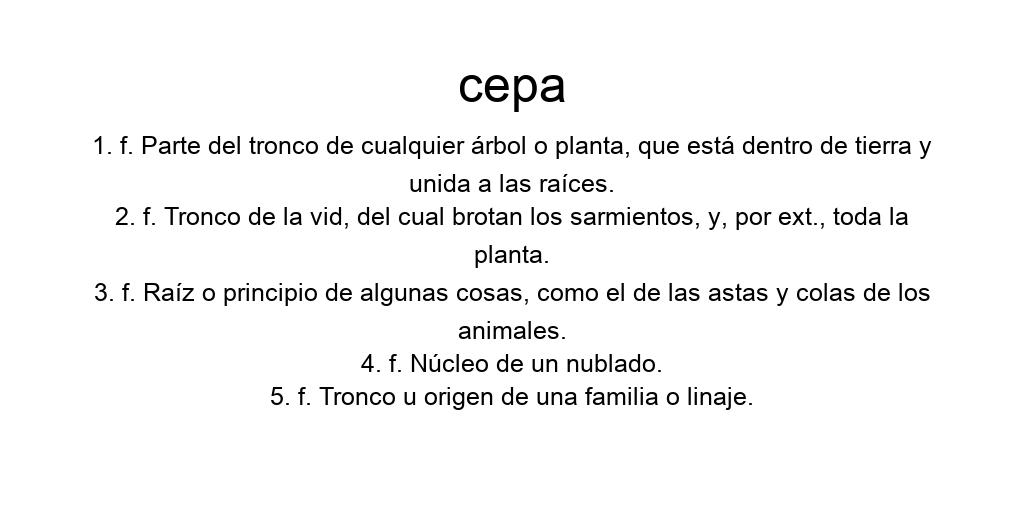 cepa
1. f. Parte del tronco de cualquier árbol o planta, que está dentro de tierra y
unida a las raíces.
2. f. Tronco de la vid, del cual brotan los sarmientos, y, por ext., toda la
planta.
3. f. Raíz o principio de algunas cosas, como el de las astas y colas de los
animales.
4. f. Núcleo de un nublado.
5. f. Tronco u origen de una familia o linaje.